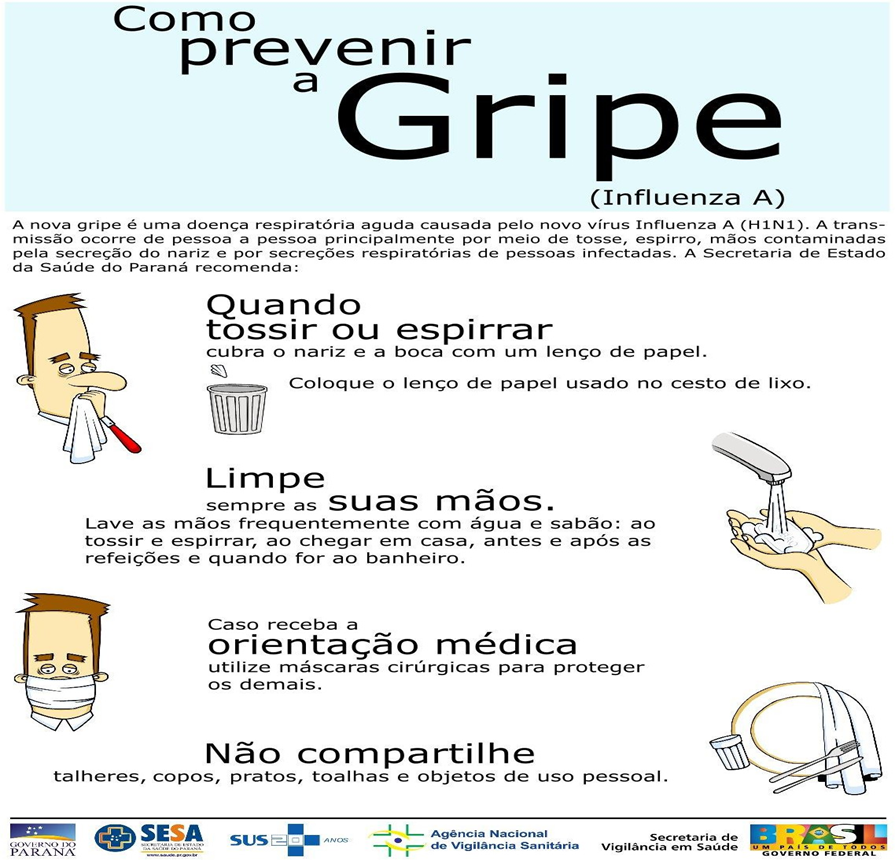 Como
prevenir
a
Gripe
(Influenza A)
A nova gripe é uma doença respiratória aguda causada pelo novo vírus Influenza A (H1N1). A trans-
missão ocorre de pessoa a pessoa principalmente por meio de tosse, espirro, mãos contaminadas
pela secreção do nariz e por secreções respiratórias de pessoas infectadas. A Secretaria de Estado
da Saúde do Paraná recomenda:
Quando
tossir ou espirrar
cubra o nariz e a boca com um lenço de papel.
Coloque o lenço de papel usado no cesto de lixo.
Limpe
sempre as suas mãos.
Lave as mãos frequentemente com água e sabão: ao
tossir e espirrar, ao chegar em casa, antes e após as
refeições e quando for ao banheiro.
Caso receba a
orientação médica
utilize máscaras cirúrgicas para proteger
os demais.
Não compartilhe
talheres, copos, pratos, toalhas e objetos de uso pessoal.
GOVERNO DO
PARANÁ
SESA
SECRETARIA DE ESTADO
DA SAÚDE DO PARANÁ
www.saude.pr.gov.br
SUS 20 ANOS
Agência Nacional
de Vigilância Sanitária
Secretaria de
Vigilância em Saúde
BRASIL
UM PAÍS DE TODOS
GOVERNO FEDERAL